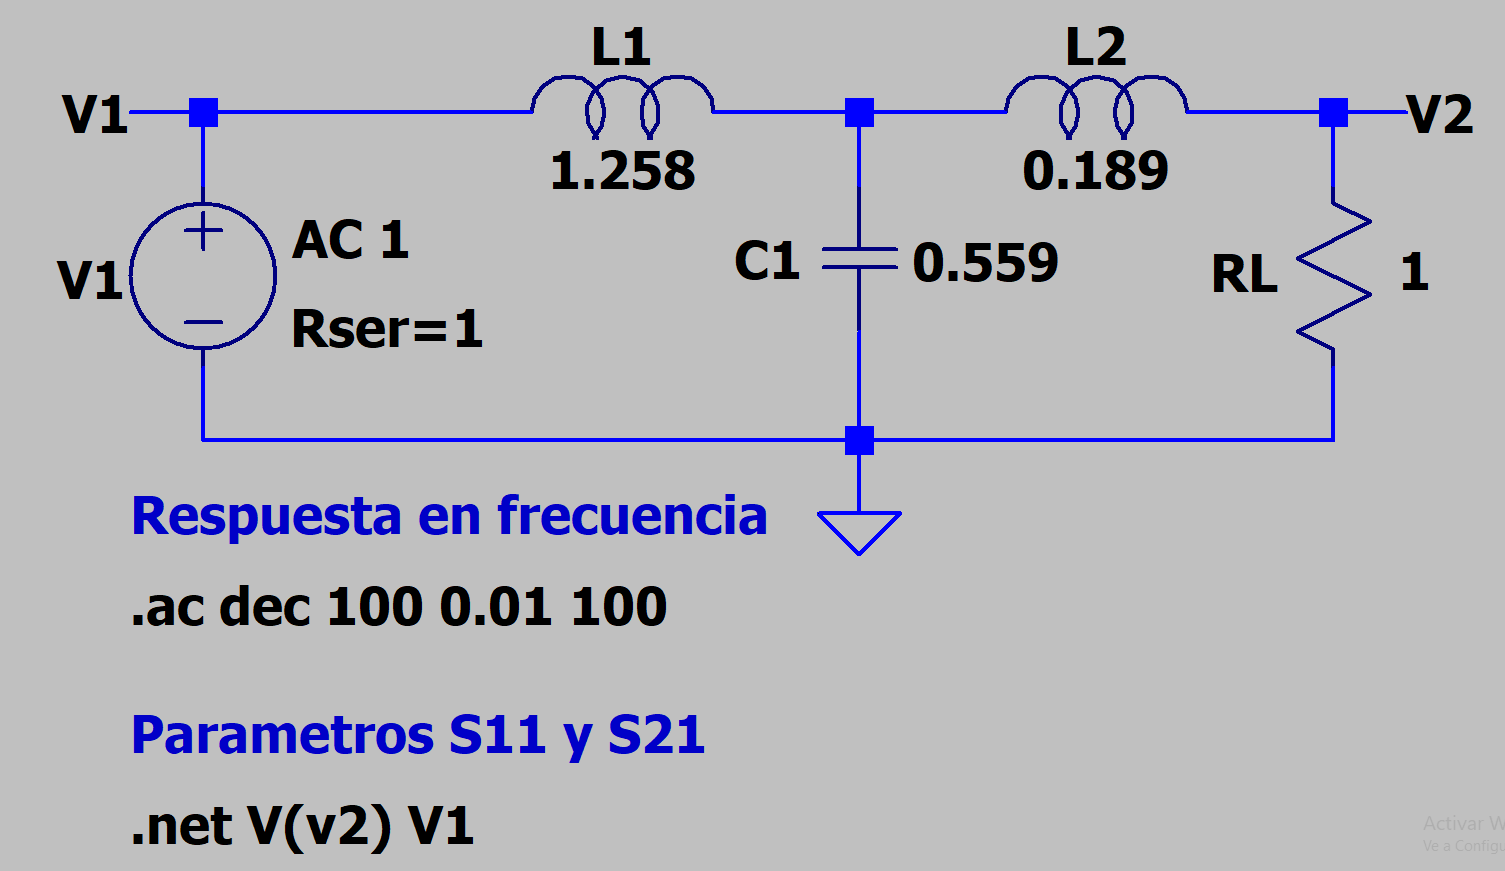 L1
L2
V1
V2
1.258
0.189
AC 1
V1
C1
0.559
RL
1
Rser=1
Respuesta en frecuencia
.ac dec 100 0.01 100
Parametros S11 y S21
.net V(v2) V1
Activar W
Ve a Configu